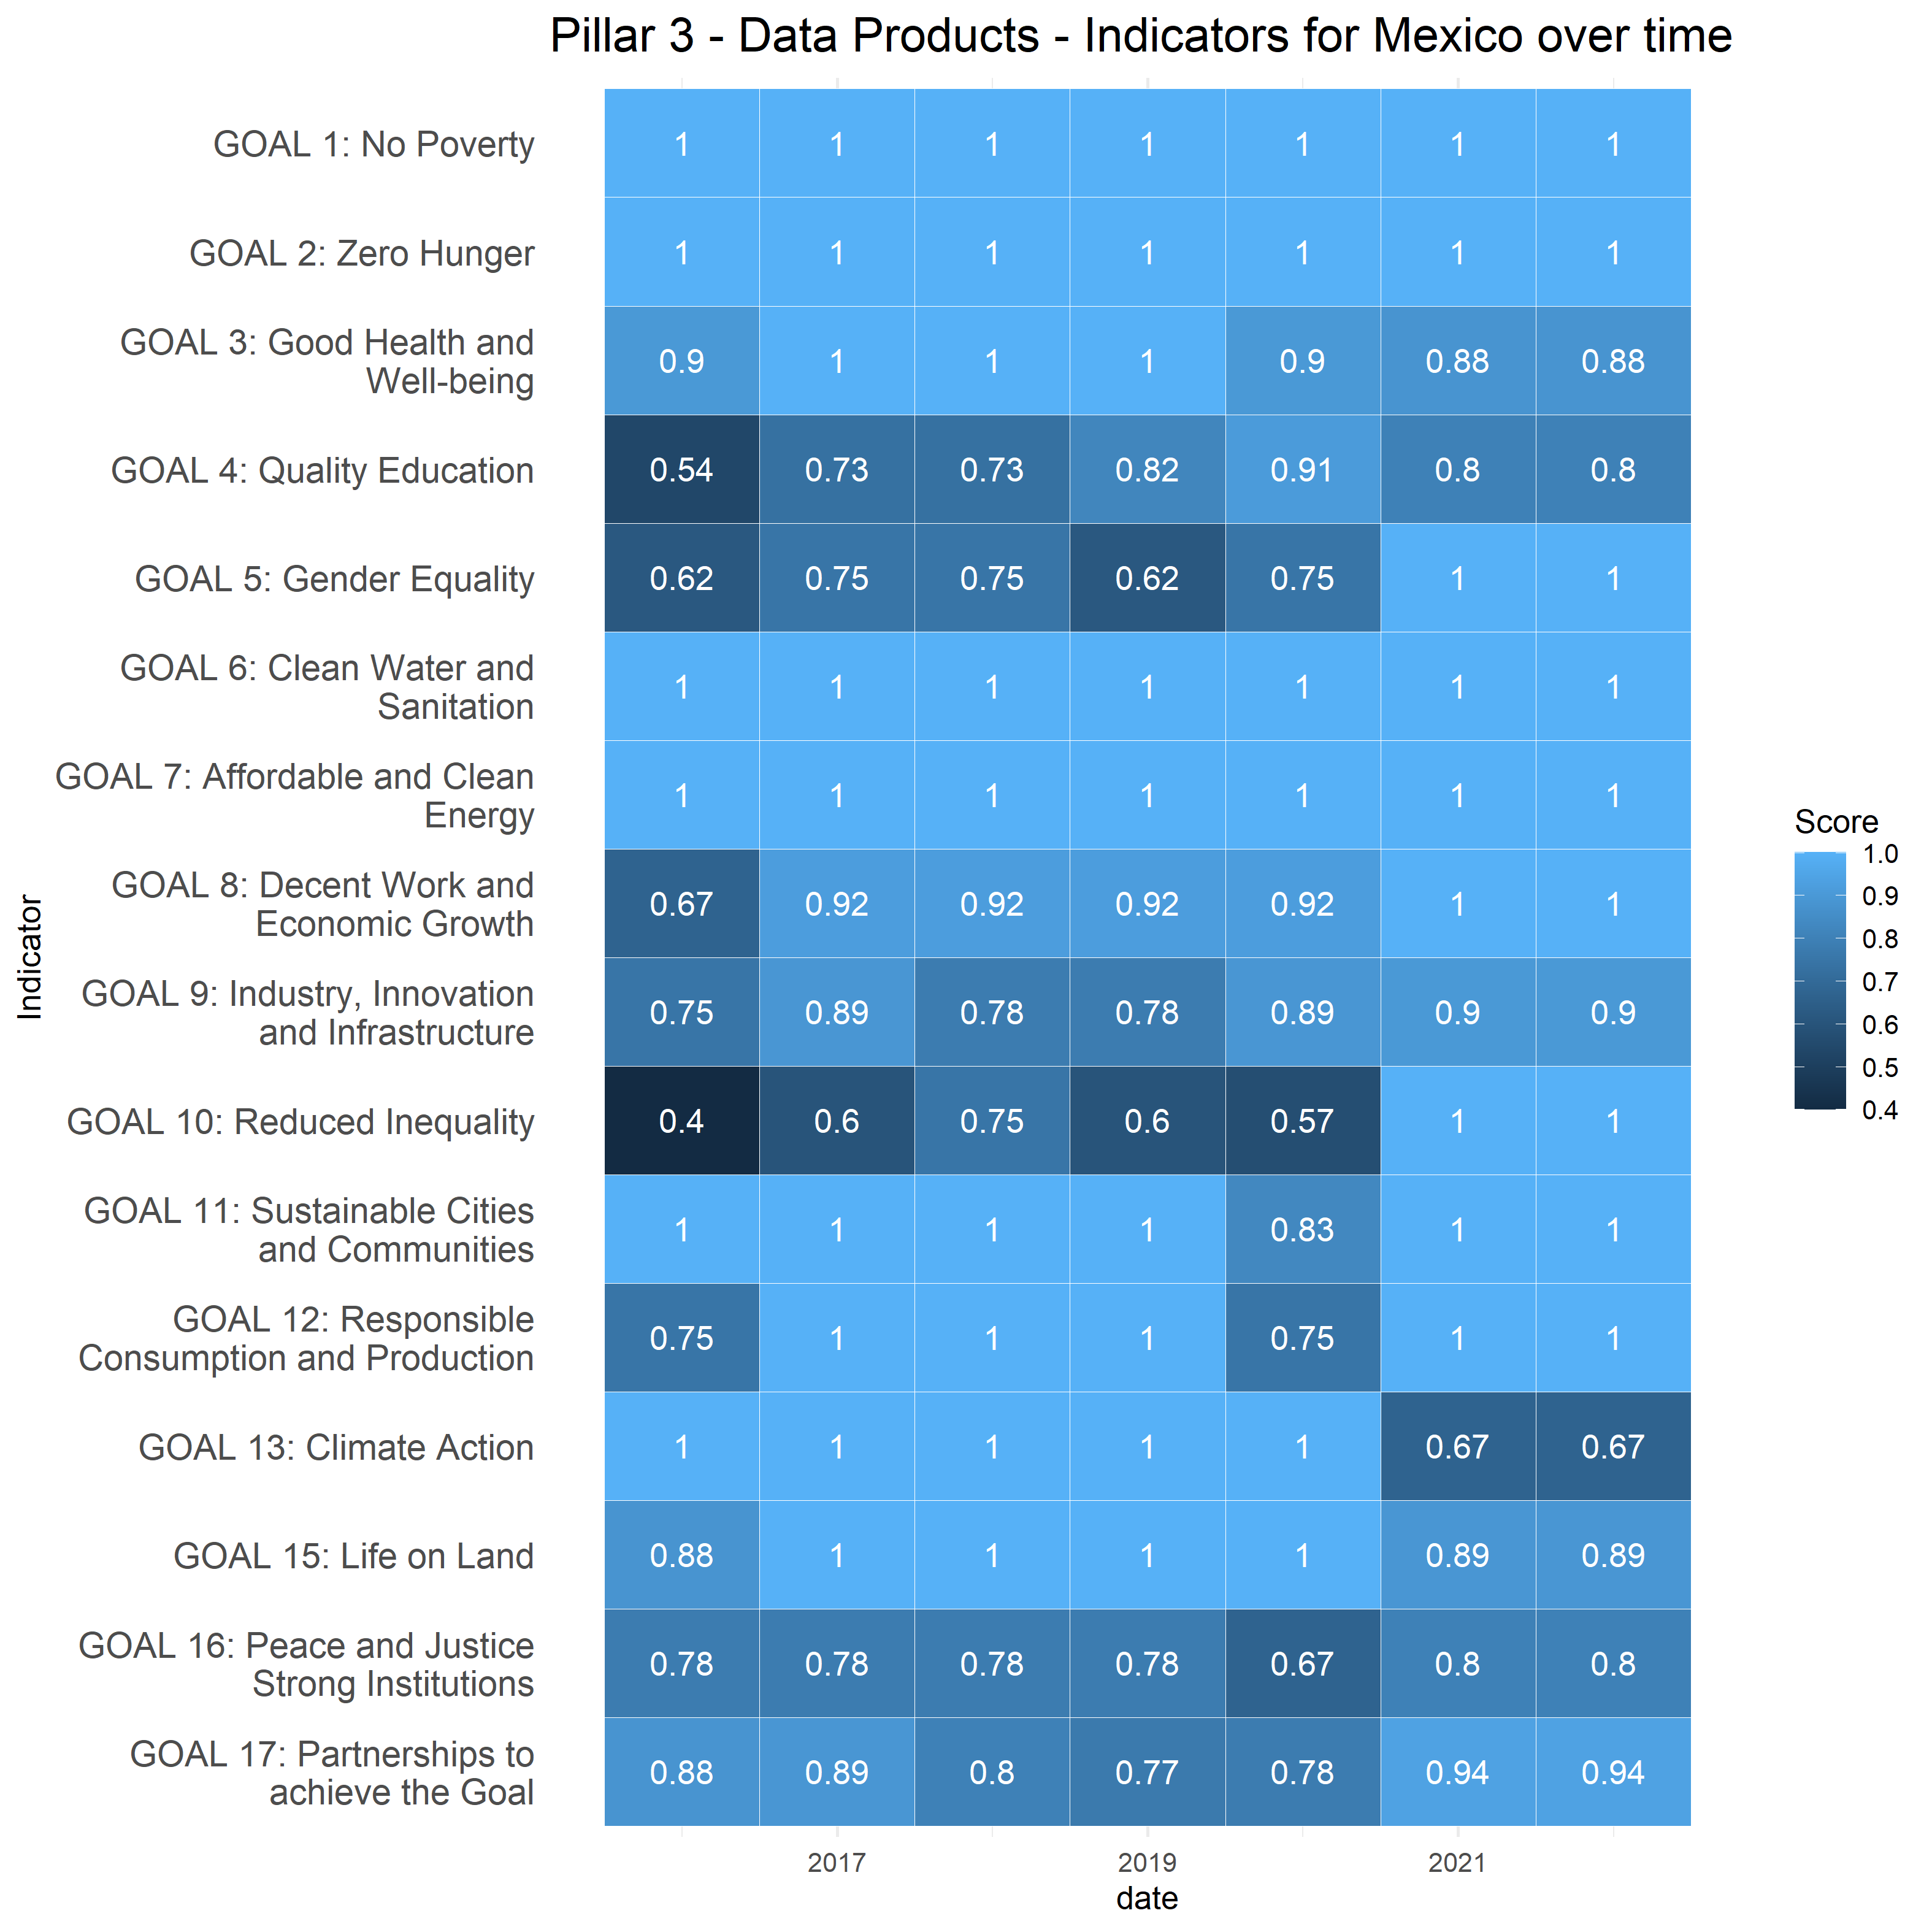 Pillar 3 - Data Products - Indicators for Mexico over time
GOAL 1: No Poverty
1 1 1 1 1 1 1
GOAL 2: Zero Hunger
1 1 1 1 1 1 1
GOAL 3: Good Health and
Well-being
0.9 1 1 1 0.9 0.88 0.88
GOAL 4: Quality Education
0.54 0.73 0.73 0.82 0.91 0.8 0.8
GOAL 5: Gender Equality
0.62 0.75 0.75 0.62 0.75 1 1
GOAL 6: Clean Water and
Sanitation
1 1 1 1 1 1 1
GOAL 7: Affordable and Clean
Energy
1 1 1 1 1 1 1
GOAL 8: Decent Work and
Economic Growth
0.67 0.92 0.92 0.92 0.92 1 1
GOAL 9: Industry, Innovation
and Infrastructure
0.75 0.89 0.78 0.78 0.89 0.9 0.9
GOAL 10: Reduced Inequality
0.4 0.6 0.75 0.6 0.57 1 1
GOAL 11: Sustainable Cities
and Communities
1 1 1 1 0.83 1 1
GOAL 12: Responsible
Consumption and Production
0.75 1 1 1 0.75 1 1
GOAL 13: Climate Action
1 1 1 1 1 0.67 0.67
GOAL 15: Life on Land
0.88 1 1 1 1 0.89 0.89
GOAL 16: Peace and Justice
Strong Institutions
0.78 0.78 0.78 0.78 0.67 0.8 0.8
GOAL 17: Partnerships to
achieve the Goal
0.88 0.89 0.8 0.77 0.78 0.94 0.94
2017 2019 2021
date
Indicator
Score
1.0
0.9
0.8
0.7
0.6
0.5
0.4